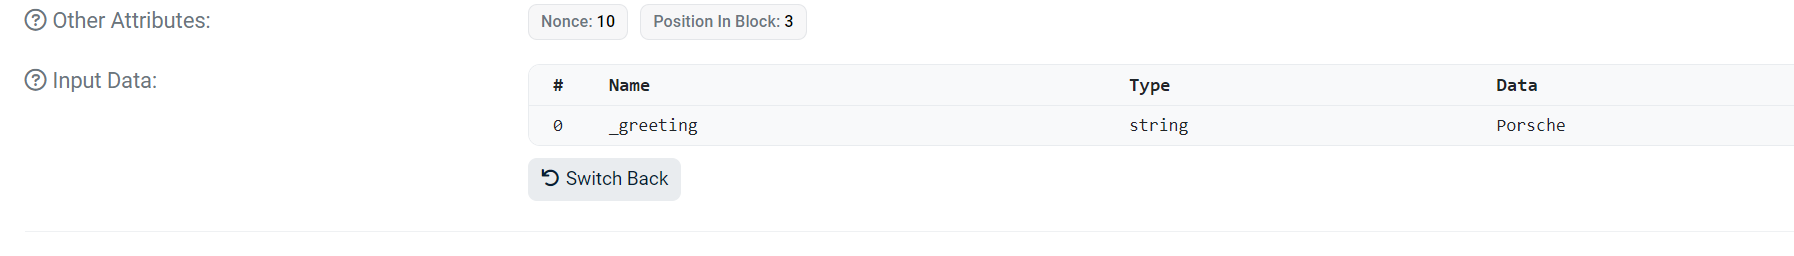 Other Attributes: Nonce: 10 Position In Block: 3
Input Data:
# Name Type Data
0 _greeting string Porsche
Switch Back